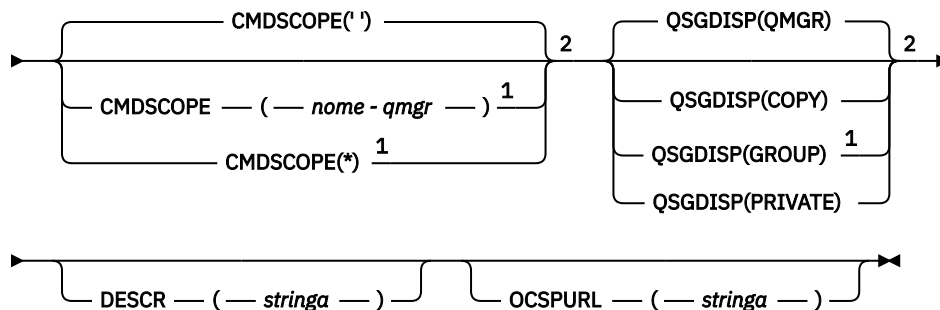 CMDSCOPE(' ')
2
CMDSCOPE ( nome - qmgr ) 1
CMDSCOPE(*) 1
QSGDISP(QMGR)
2
QSGDISP(COPY)
QSGDISP(GROUP) 1
QSGDISP(PRIVATE)
DESCR ( stringa )
OCSPURL ( stringa )